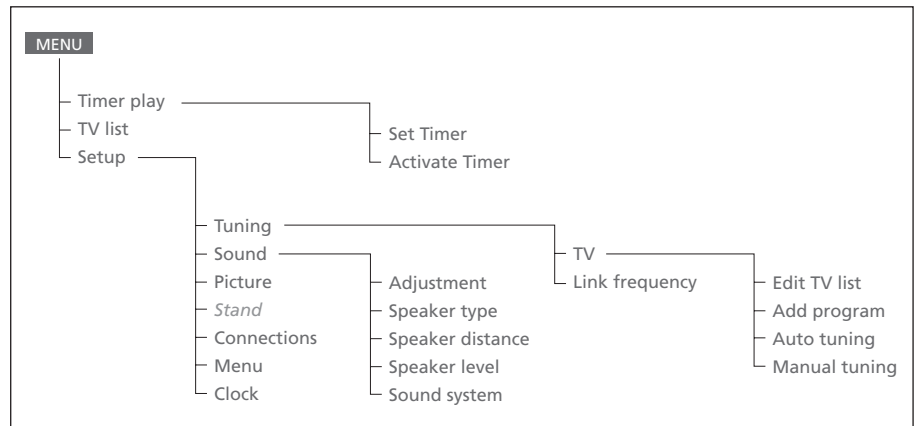 MENU
Timer play
TV list
Setup
Set Timer
Activate Timer
Tuning
Sound
Picture
Stand
Connections
Menu
Clock
Adjustment
Speaker type
Speaker distance
Speaker level
Sound system
TV
Link frequency
Edit TV list
Add program
Auto tuning
Manual tuning